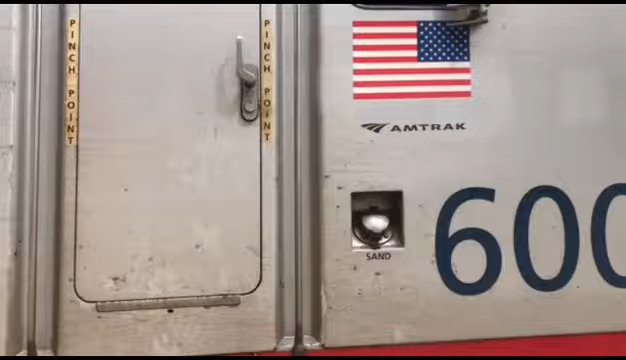 PINCH POINT
PINCH POINT
AMTRAK
SAND
600